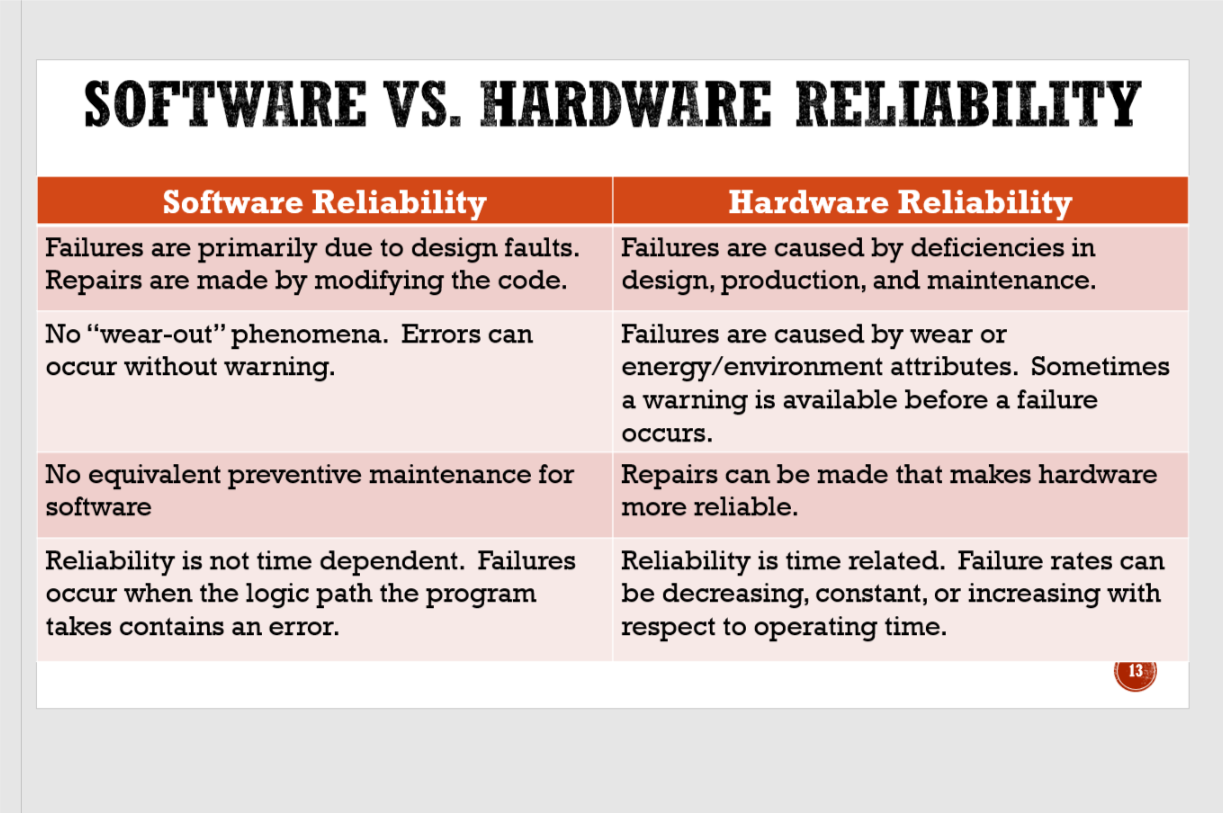 SOFTWARE VS. HARDWARE RELIABILITY
Software Reliability
Hardware Reliability
Failures are primarily due to design faults.
Repairs are made by modifying the code.
Failures are caused by deficiencies in
design, production, and maintenance.
No “wear-out” phenomena.  Errors can
occur without warning.
Failures are caused by wear or
energy/environment attributes.  Sometimes
a warning is available before a failure
occurs.
No equivalent preventive maintenance for
software
Repairs can be made that makes hardware
more reliable.
Reliability is not time dependent.  Failures
occur when the logic path the program
takes contains an error.
Reliability is time related.  Failure rates can
be decreasing, constant, or increasing with
respect to operating time.
13